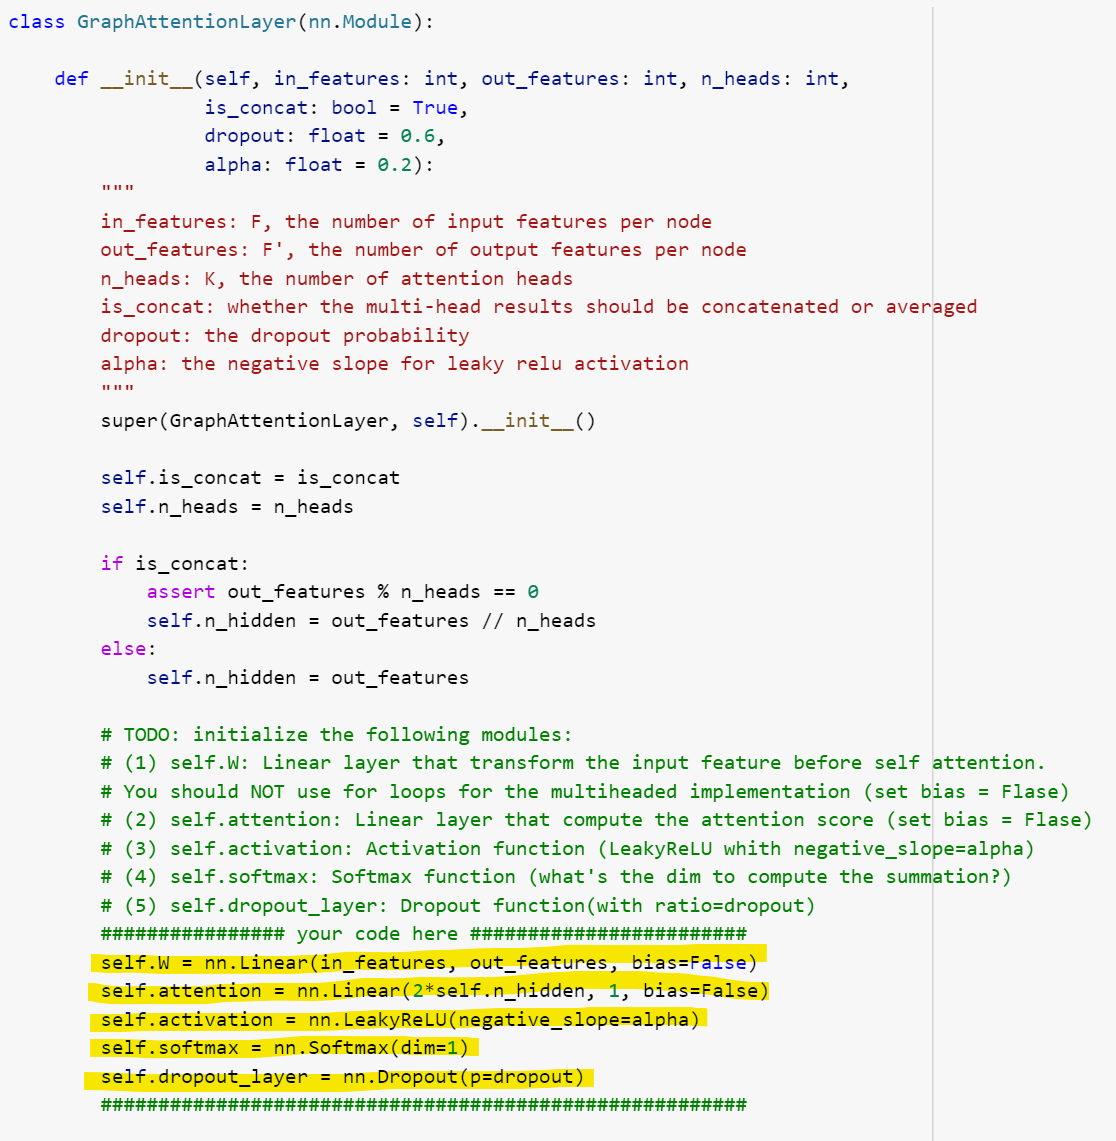 class GraphAttentionLayer(nn.Module):
def __init__(self, in_features: int, out_features: int, n_heads: int,
is_concat: bool = True,
dropout: float = 0.6,
alpha: float = 0.2):
"""
in_features: F, the number of input features per node
out_features: F', the number of output features per node
n_heads: K, the number of attention heads
is_concat: whether the multi-head results should be concatenated or averaged
dropout: the dropout probability
alpha: the negative slope for leaky relu activation
"""
super(GraphAttentionLayer, self).__init__()
self.is_concat = is_concat
self.n_heads = n_heads
if is_concat:
assert out_features % n_heads == 0
self.n_hidden = out_features // n_heads
else:
self.n_hidden = out_features
# TODO: initialize the following modules:
# (1) self.W: Linear layer that transform the input feature before self attention.
# You should NOT use for loops for the multiheaded implementation (set bias = Flase)
# (2) self.attention: Linear layer that compute the attention score (set bias = Flase)
# (3) self.activation: Activation function (LeakyReLU whith negative_slope=alpha)
# (4) self.softmax: Softmax function (what's the dim to compute the summation?)
# (5) self.dropout_layer: Dropout function(with ratio=dropout)
################ your code here ########################
self.W = nn.Linear(in_features, out_features, bias=False)
self.attention = nn.Linear(2*self.n_hidden, 1, bias=False)
self.activation = nn.LeakyReLU(negative_slope=alpha)
self.softmax = nn.Softmax(dim=1)
self.dropout_layer = nn.Dropout(p=dropout)
########################################################